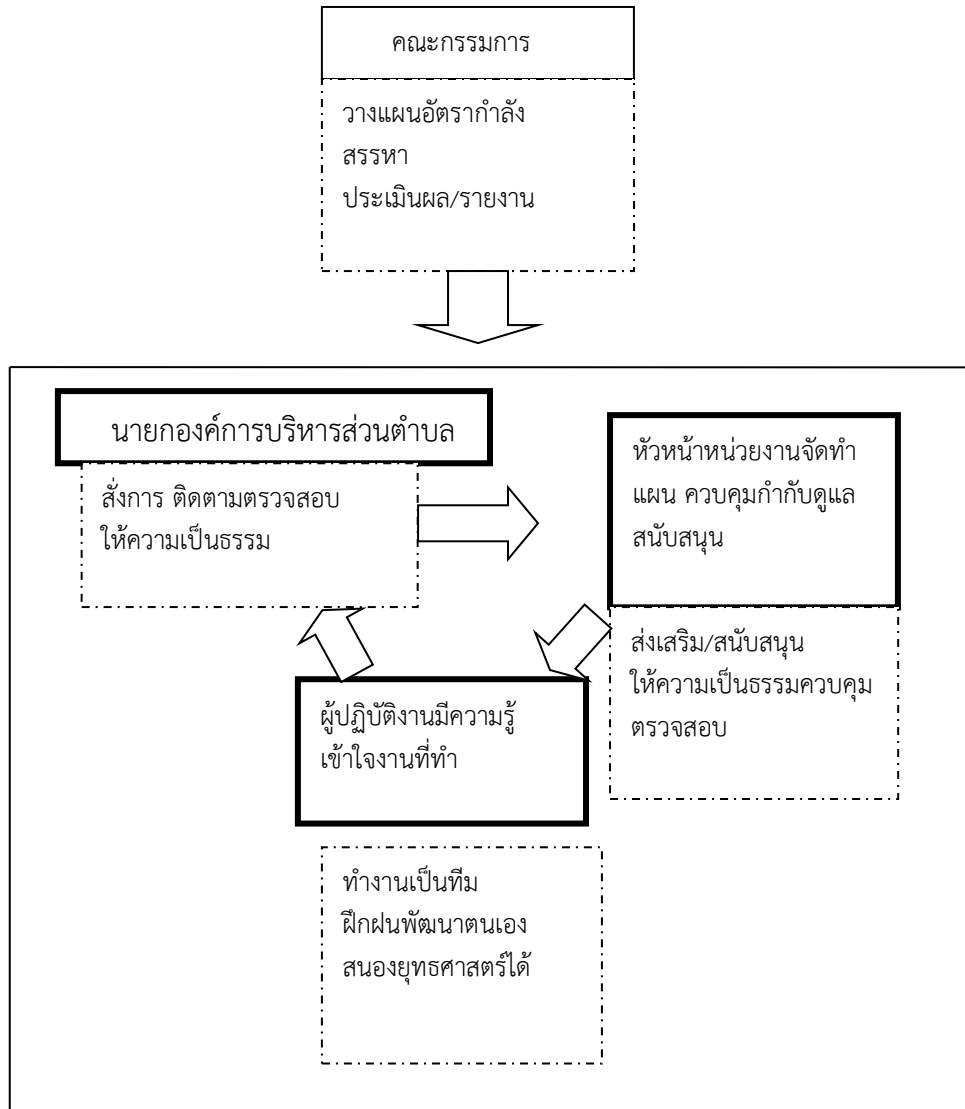 คณะกรรมการ
วางแผนอัตรากำลัง
สรรหา
ประเมินผล/รายงาน
นายกองค์การบริหารส่วนตำบล
สั่งการ ติดตามตรวจสอบ
ให้ความเป็นธรรม
หัวหน้าหน่วยงานจัดทำ
แผน ควบคุมกำกับดูแล
สนับสนุน
ส่งเสริม/สนับสนุน
ให้ความเป็นธรรมควบคุม
ตรวจสอบ
ผู้ปฏิบัติงานมีความรู้
เข้าใจงานที่ทำ
ทำงานเป็นทีม
ฝึกฝนพัฒนาตนเอง
สนองยุทธศาสตร์ได้